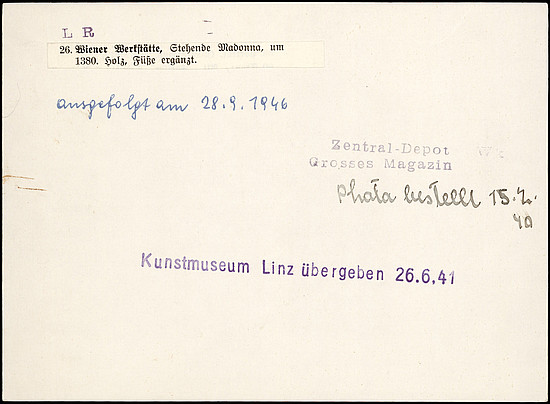 L R
26. Wiener Werkstätte, Stehende Madonna, um
1380. Holz, Füße ergänzt.
ausgefolgt am 28.9.1946
Zentral-Depot
Grosses Magazin
Photo bestellt 15.
40
Kunstmuseum Linz übergeben 26.6.41